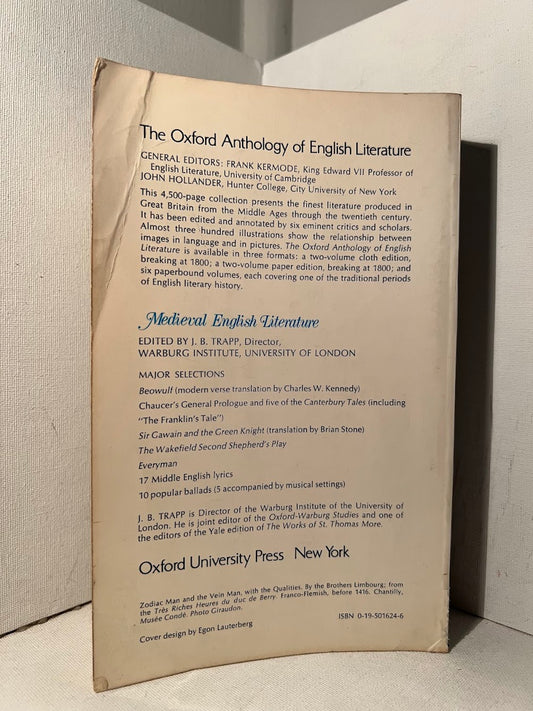 The Oxford Anthology of English Literature
GENERAL EDITORS: FRANK KERMODE, King Edward VII Professor of
English Literature, University of Cambridge
JOHN HOLLANDER, Hunter College, City University of New York
This 4,500-page collection presents the finest literature produced in
Great Britain from the Middle Ages through the twentieth century.
It has been edited and annotated by six eminent critics and scholars.
Almost three hundred illustrations show the relationship between
images in language and in pictures. The Oxford Anthology of English
Literature is available in three formats: a two-volume cloth edition,
breaking at 1800; a two-volume paper edition, breaking at 1800; and
six paperbound volumes, each covering one of the traditional periods
of English literary history.
Medieval English Literature
EDITED BY J. B. TRAPP, Director,
WARBURG INSTITUTE, UNIVERSITY OF LONDON
MAJOR SELECTIONS
Beowulf (modern verse translation by Charles W. Kennedy)
Chaucer's General Prologue and five of the Canterbury Tales (including
"The Franklin's Tale")
Sir Gawain and the Green Knight (translation by Brian Stone)
The Wakefield Second Shepherd's Play
Everyman
17 Middle English lyrics
10 popular ballads (5 accompanied by musical settings)
J. B. TRAPP is Director of the Warburg Institute of the University of
London. He is joint editor of the Oxford-Warburg Studies and one of
the editors of the Yale edition of The Works of St. Thomas More.
Oxford University Press New York
Zodiac Man and the Vein Man, with the Qualities. By the Brothers Limbourg; from
the Très Riches Heures du duc de Berry. Franco-Flemish, before 1416. Chantilly,
Musée Condé. Photo Giraudon.
ISBN 0-19-501624-6
Cover design by Egon Lauterberg